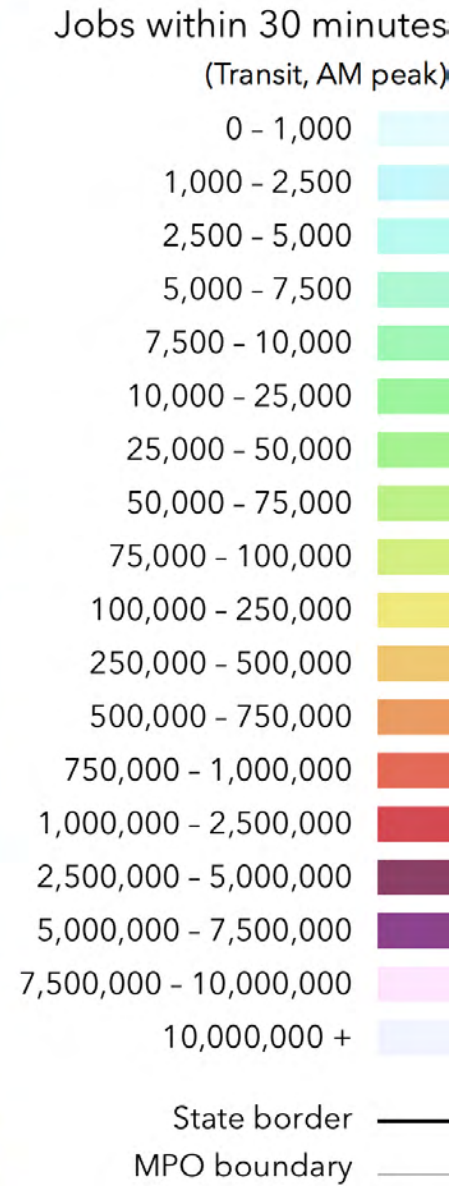 Jobs within 30 minutes
(Transit, AM peak)
0 – 1,000
1,000 – 2,500
2,500 – 5,000
5,000 – 7,500
7,500 – 10,000
10,000 – 25,000
25,000 – 50,000
50,000 – 75,000
75,000 – 100,000
100,000 – 250,000
250,000 – 500,000
500,000 – 750,000
750,000 – 1,000,000
1,000,000 – 2,500,000
2,500,000 – 5,000,000
5,000,000 – 7,500,000
7,500,000 – 10,000,000
10,000,000 +
State border
MPO boundary